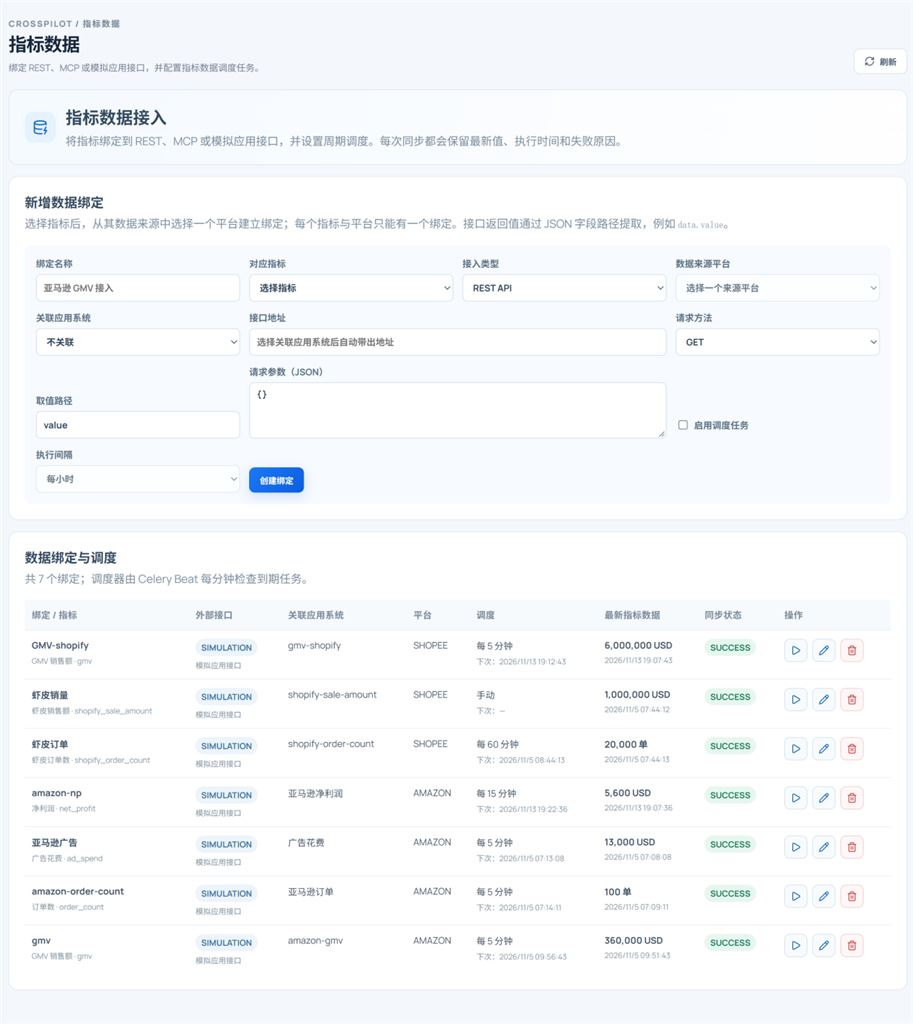 CROSSPILOT / 指标数据
指标数据
绑定 REST、MCP 或模拟应用接口，并配置指标数据调度任务。
刷新
指标数据接入
将指标绑定到 REST、MCP 或模拟应用接口，并设置周期调度。每次同步都会保留最新值、执行时间和失败原因。
新增数据绑定
选择指标后，从其数据来源中选择一个平台建立绑定；每个指标与平台只能有一个绑定。接口返回值通过 JSON 字段路径提取，例如 data.value。
绑定名称 对应指标 接入类型 数据来源平台
亚马逊 GMV 接入 选择指标 REST API 选择一个来源平台
关联应用系统 接口地址 请求方法
不关联 选择关联应用系统后自动带出地址 GET
请求参数（JSON）
{}
取值路径
value
启用调度任务
执行间隔
每小时
创建绑定
数据绑定与调度
共 7 个绑定；调度器由 Celery Beat 每分钟检查到期任务。
绑定 / 指标 外部接口 关联应用系统 平台 调度 最新指标数据 同步状态 操作
GMV-shopify SIMULATION gmv-shopify SHOPEE 每 5 分钟 6,000,000 USD SUCCESS
GMV 销售额 · gmv 模拟应用接口 下次：2026/11/13 19:12:43 2026/11/13 19:07:43
虾皮销量 SIMULATION shopify-sale-amount SHOPEE 手动 1,000,000 USD SUCCESS
虾皮销售额 · shopify_sale_amount 模拟应用接口 下次：— 2026/11/5 07:44:12
虾皮订单 SIMULATION shopify-order-count SHOPEE 每 60 分钟 20,000 单 SUCCESS
虾皮订单数 · shopify_order_count 模拟应用接口 下次：2026/11/5 08:44:13 2026/11/5 07:44:13
amazon-np SIMULATION 亚马逊净利润 AMAZON 每 15 分钟 5,600 USD SUCCESS
净利润 · net_profit 模拟应用接口 下次：2026/11/13 19:22:36 2026/11/13 19:07:36
亚马逊广告 SIMULATION 广告花费 AMAZON 每 5 分钟 13,000 USD SUCCESS
广告花费 · ad_spend 模拟应用接口 下次：2026/11/5 07:13:08 2026/11/5 07:08:08
amazon-order-count SIMULATION 亚马逊订单 AMAZON 每 5 分钟 100 单 SUCCESS
订单数 · order_count 模拟应用接口 下次：2026/11/5 07:14:11 2026/11/5 07:09:11
gmv SIMULATION amazon-gmv AMAZON 每 5 分钟 360,000 USD SUCCESS
GMV 销售额 · gmv 模拟应用接口 下次：2026/11/5 09:56:43 2026/11/5 09:51:43